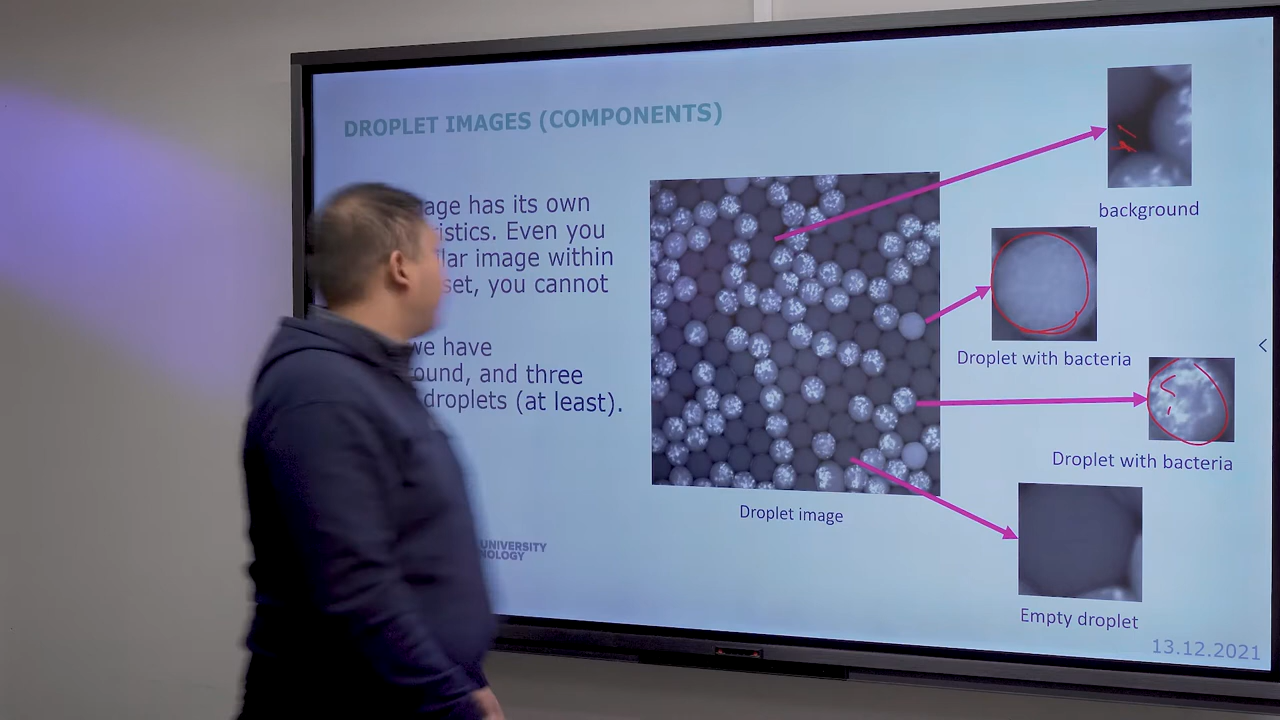 DROPLET IMAGES (COMPONENTS)
age has its own
istics. Even you
lar image within
set, you cannot
we have
ound, and three
droplets (at least).
Droplet image
background
Droplet with bacteria
Droplet with bacteria
Empty droplet
UNIVERSITY
NOLOGY
13.12.2021